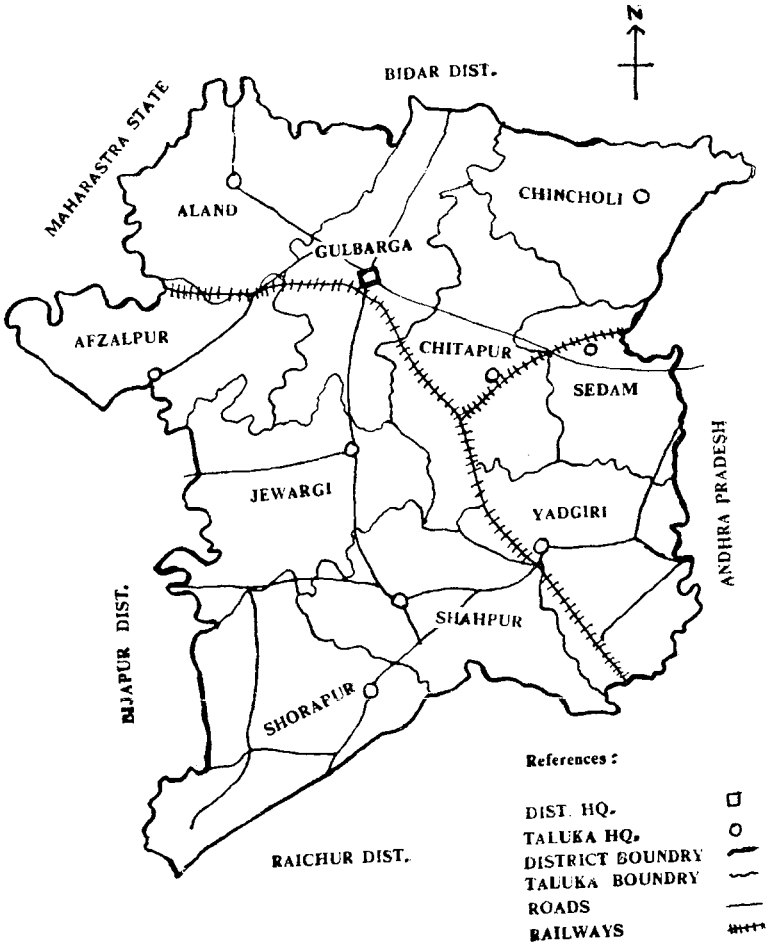 N
BIDAR DIST.
MAHARASTRA STATE
CHINCHOLI
ALAND
GULBARGA
AFZALPUR
CHITAPUR
SEDAM
JEWARGI
YADGIRI
ANDHRA PRADESH
BIJAPUR DIST.
SHAHPUR
SHORAPUR
RAICHUR DIST.
References :
DIST. HQ.
TALUKA HQ.
DISTRICT BOUNDRY
TALUKA BOUNDRY
ROADS
RAILWAYS